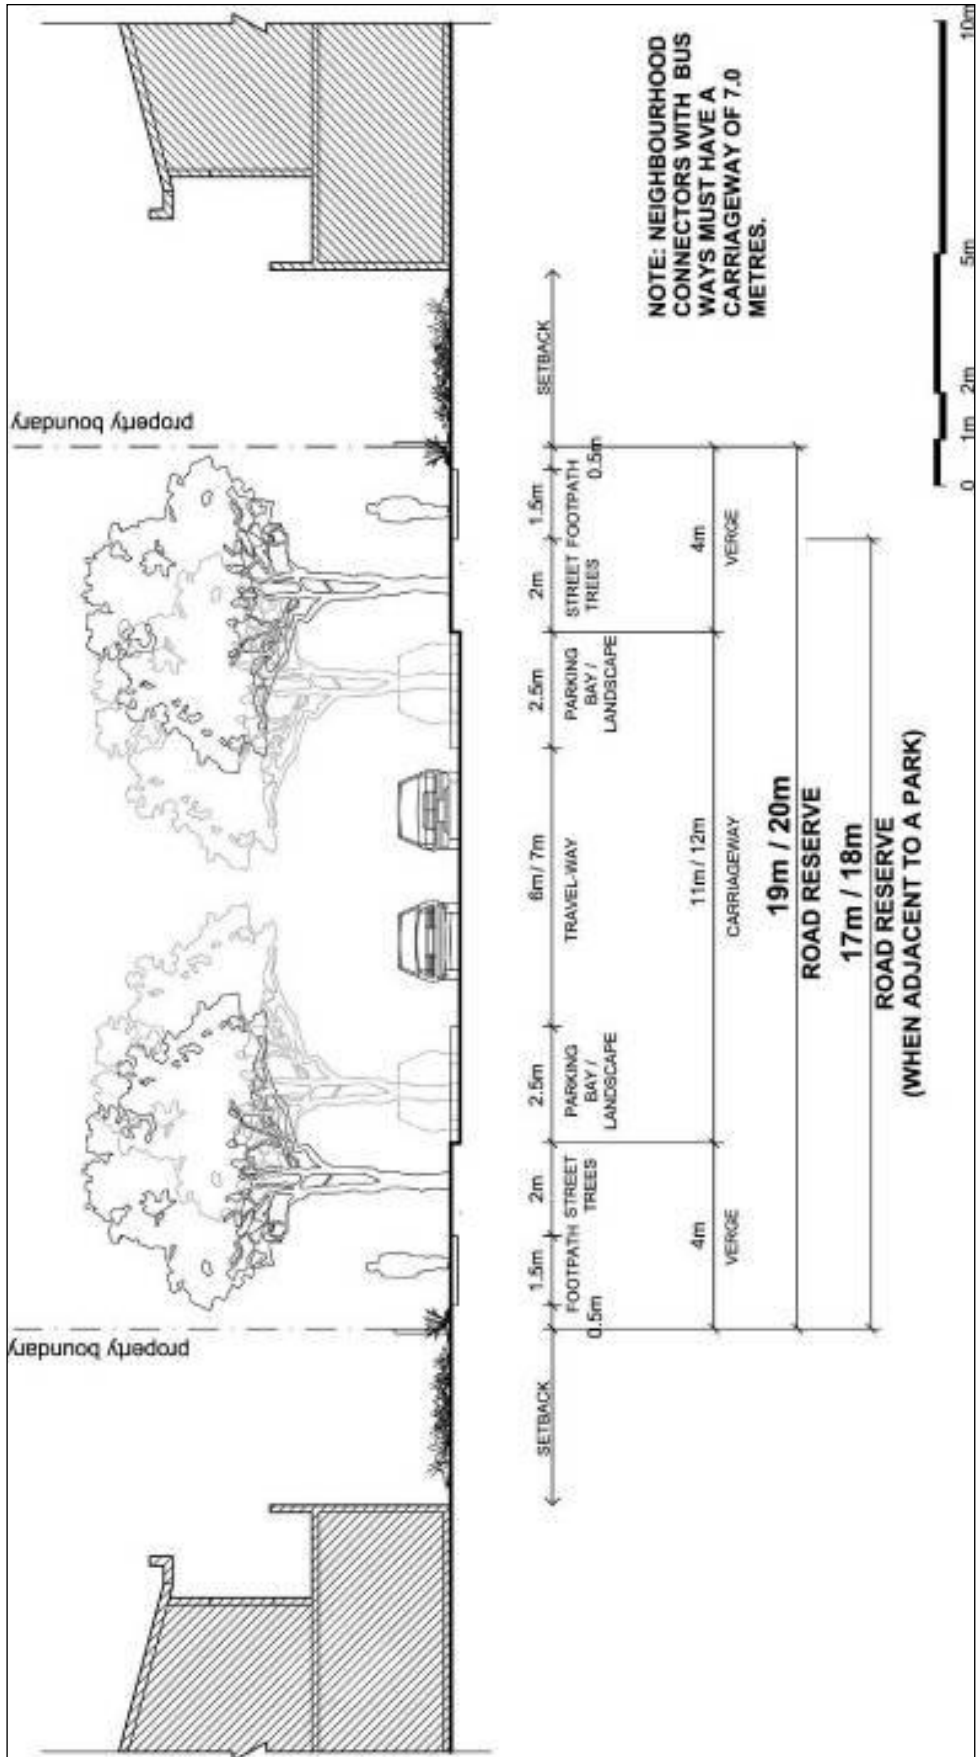 property boundary
property boundary
SETBACK
0.5m
1.5m
FOOTPATH
2m
STREET
TREES
2.5m
PARKING
BAY /
LANDSCAPE
6m/ 7m
TRAVEL-WAY
2.5m
PARKING
BAY /
LANDSCAPE
2m
STREET
TREES
1.5m
FOOTPATH
0.5m
SETBACK
4m
VERGE
11m/ 12m
CARRIAGEWAY
4m
VERGE
19m / 20m
ROAD RESERVE
17m / 18m
ROAD RESERVE
(WHEN ADJACENT TO A PARK)
NOTE: NEIGHBOURHOOD
CONNECTORS WITH BUS
WAYS MUST HAVE A
CARRIAGEWAY OF 7.0
METRES.
0
1m
2m
5m
10m